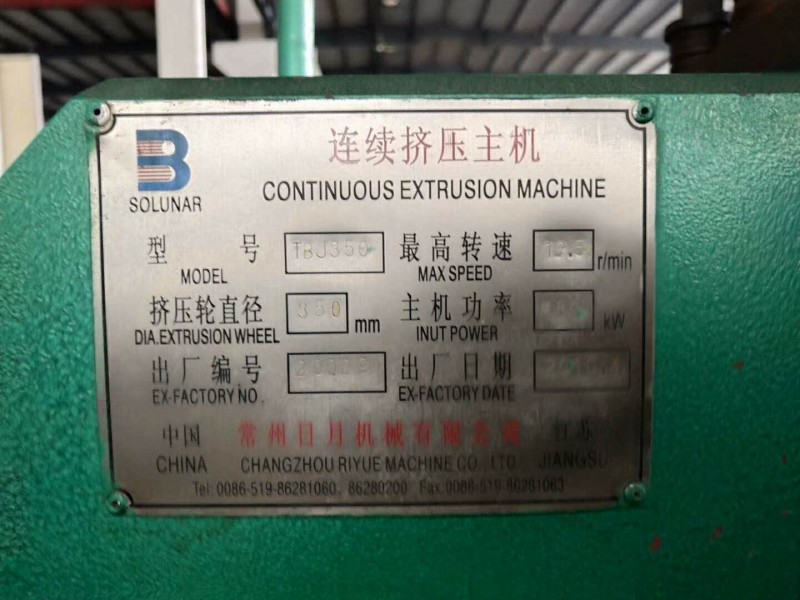 连续挤压主机
SOLUNAR
CONTINUOUS EXTRUSION MACHINE
型 号 TBJ350 最高转速 r/min
MODEL MAX SPEED
挤压轮直径 350 mm 主机功率 kW
DIA.EXTRUSION WHEEL INUT POWER
出厂编号 出厂日期
EX-FACTORY NO. EX-FACTORY DATE
中国 常州日月机械有限公司 江苏
CHINA CHANGZHOU RIYUE MACHINE CO., LTD JIANGSU
Tel: 0086-519-86281060, 86280200 Fax:0086-519-86281063